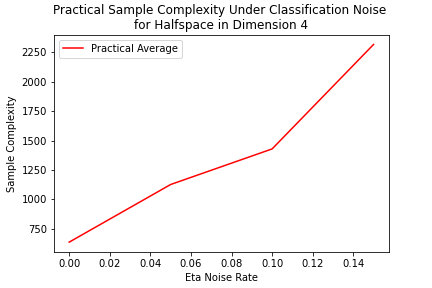 Practical Sample Complexity Under Classification Noise
for Halfspace in Dimension 4
Practical Average
Sample Complexity
2250
2000
1750
1500
1250
1000
750
0.00 0.02 0.04 0.06 0.08 0.10 0.12 0.14
Eta Noise Rate